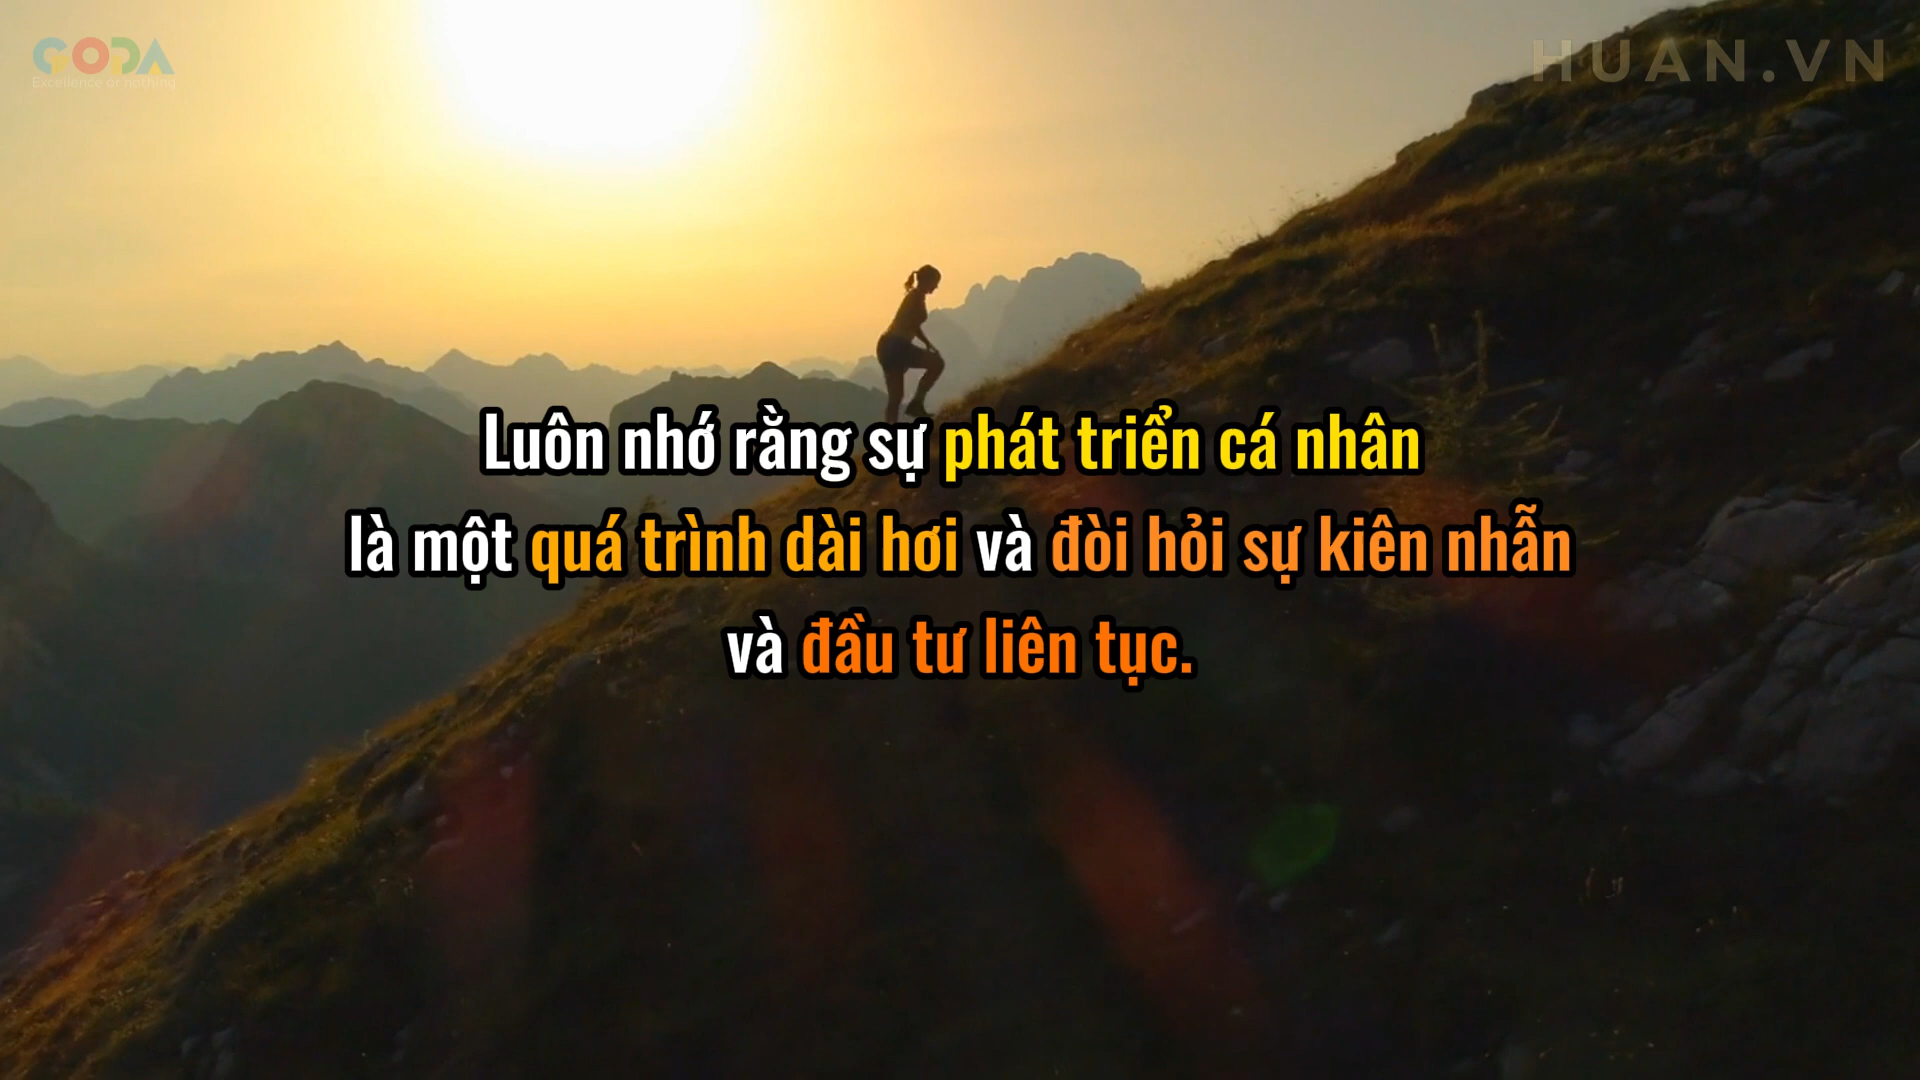 GODA
Excellence or nothing
HUAN.VN
Luôn nhớ rằng sự phát triển cá nhân
là một quá trình dài hơi và đòi hỏi sự kiên nhẫn
và đầu tư liên tục.